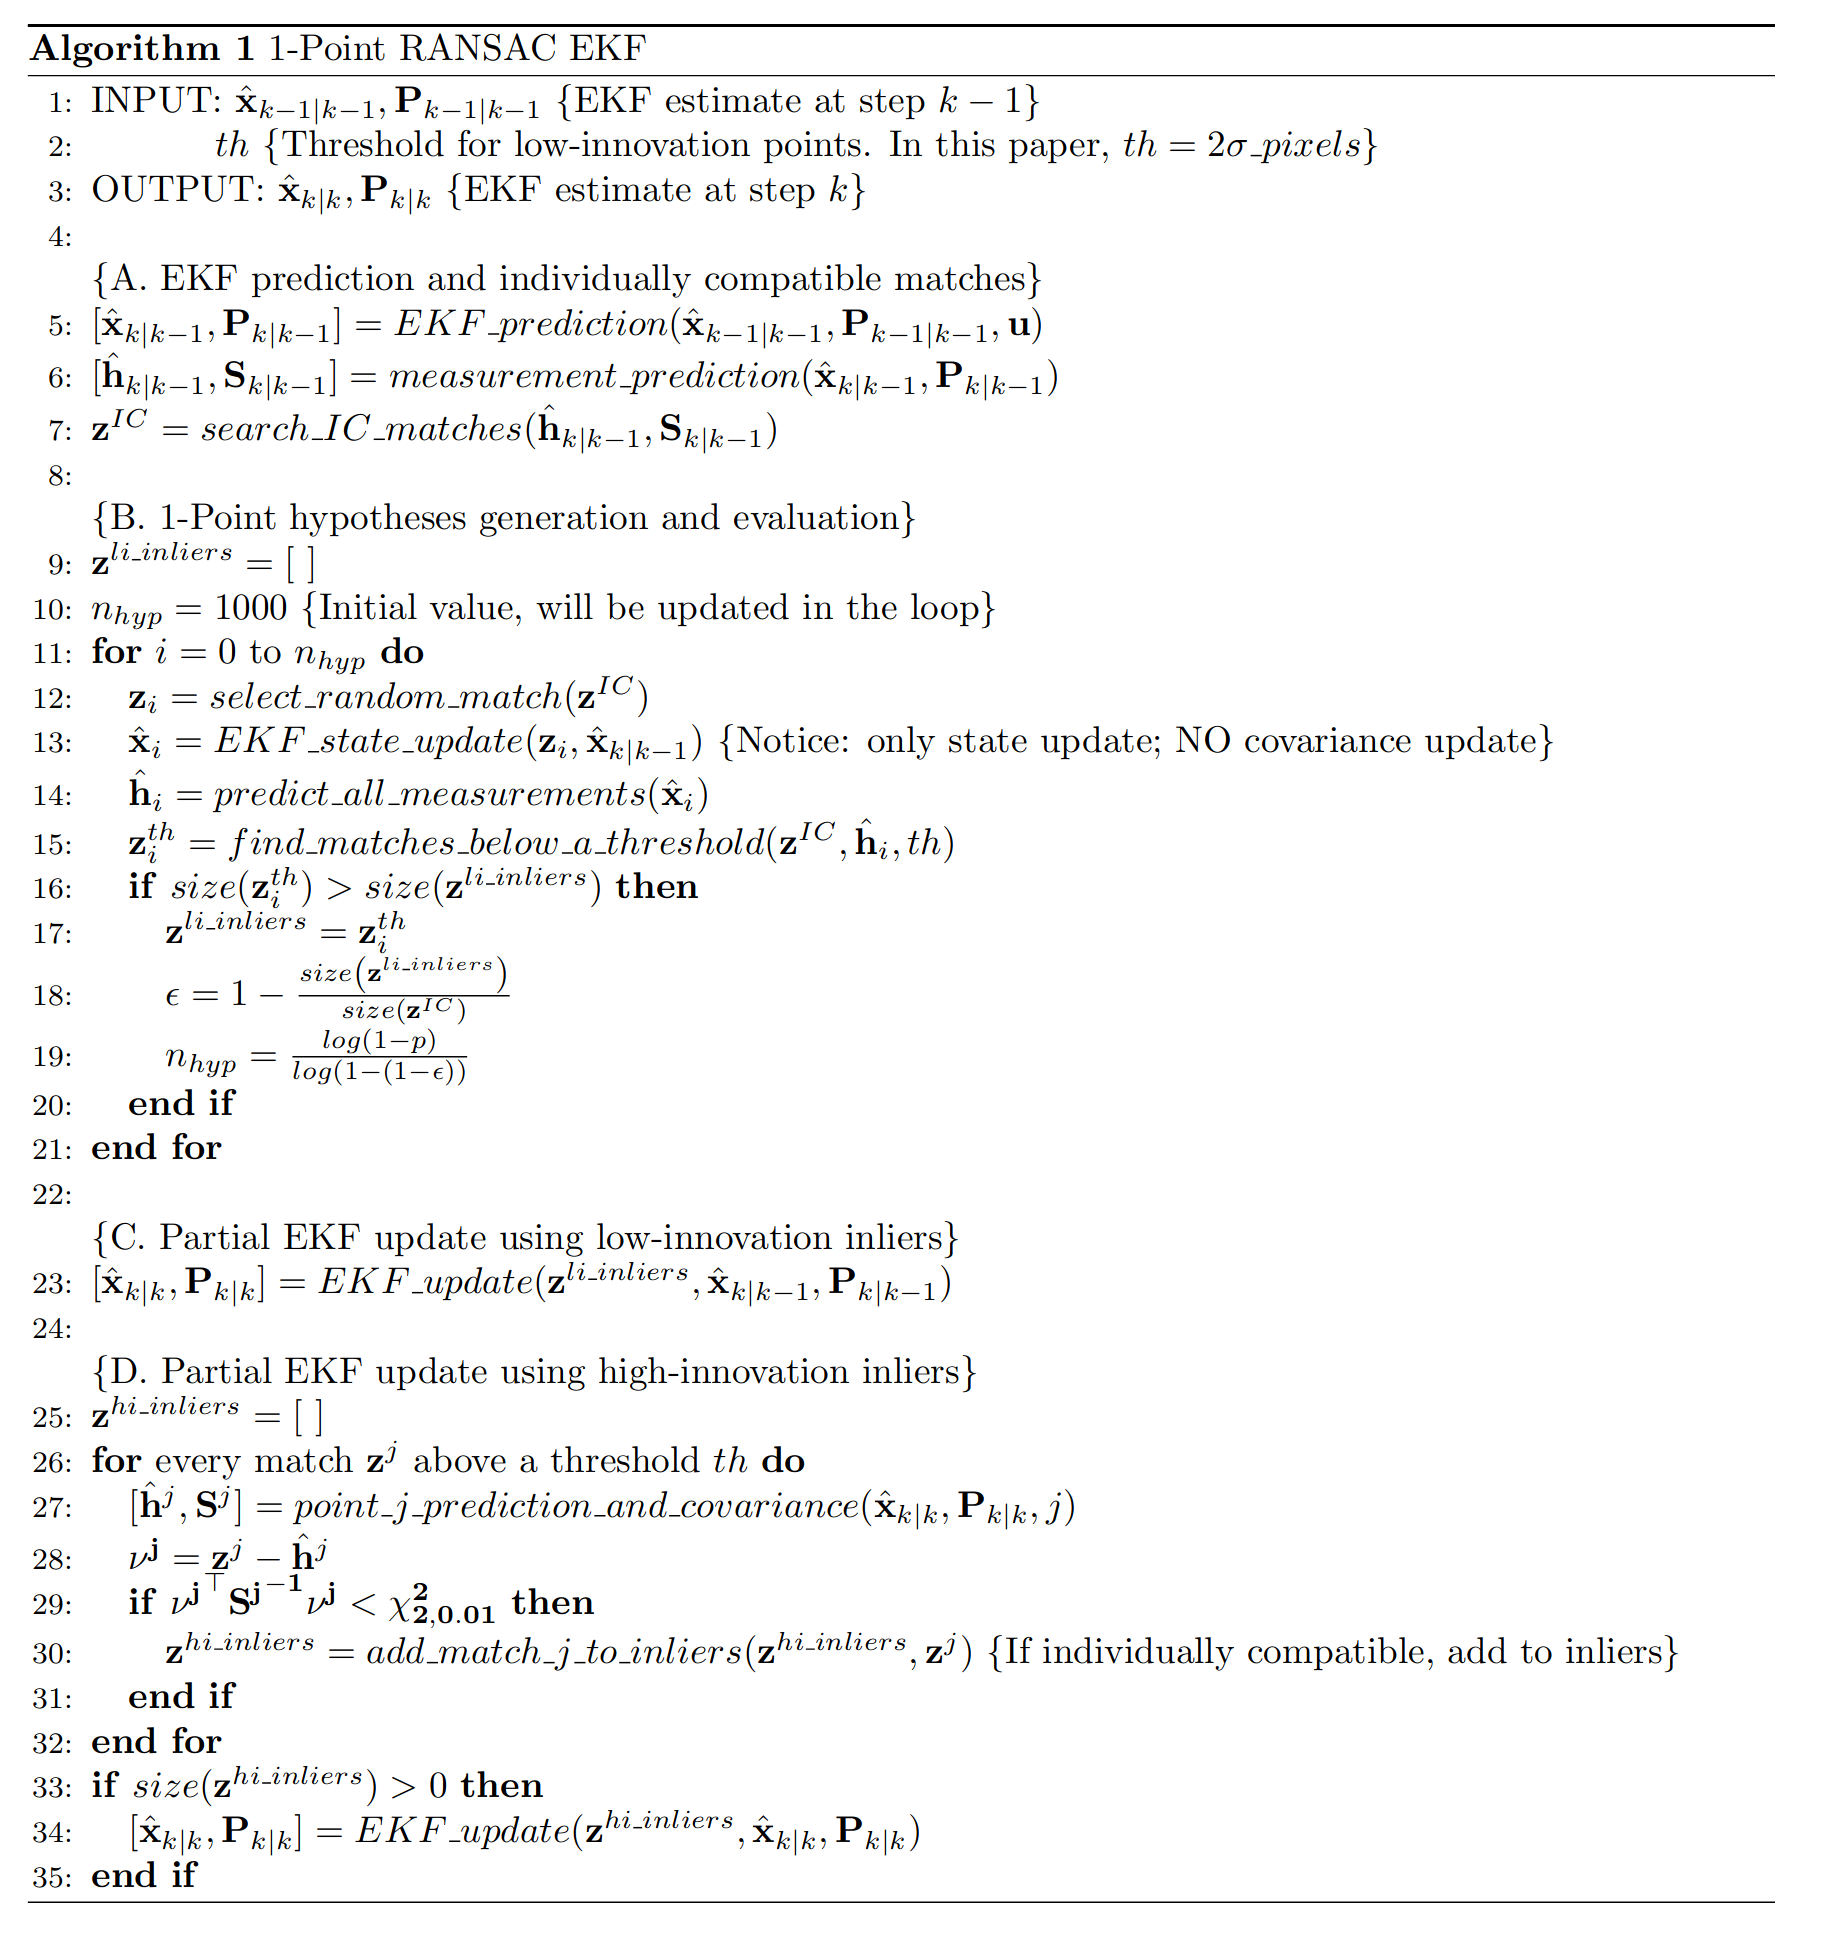 Algorithm 1 1-Point RANSAC EKF
1: INPUT: $\hat{\mathbf{x}}_{k-1|k-1}, \mathbf{P}_{k-1|k-1}$ {EKF estimate at step $k-1$}
2: $th$ {Threshold for low-innovation points. In this paper, $th = 2\sigma\_pixels$}
3: OUTPUT: $\hat{\mathbf{x}}_{k|k}, \mathbf{P}_{k|k}$ {EKF estimate at step $k$}
4:
{A. EKF prediction and individually compatible matches}
5: $[\hat{\mathbf{x}}_{k|k-1}, \mathbf{P}_{k|k-1}] = EKF\_prediction(\hat{\mathbf{x}}_{k-1|k-1}, \mathbf{P}_{k-1|k-1}, \mathbf{u})$
6: $[\hat{\mathbf{h}}_{k|k-1}, \mathbf{S}_{k|k-1}] = measurement\_prediction(\hat{\mathbf{x}}_{k|k-1}, \mathbf{P}_{k|k-1})$
7: $\mathbf{z}^{IC} = search\_IC\_matches(\hat{\mathbf{h}}_{k|k-1}, \mathbf{S}_{k|k-1})$
8:
{B. 1-Point hypotheses generation and evaluation}
9: $\mathbf{z}^{li\_inliers} = [\ ]$
10: $n_{hyp} = 1000$ {Initial value, will be updated in the loop}
11: for $i = 0$ to $n_{hyp}$ do
12: $\mathbf{z}_i = select\_random\_match(\mathbf{z}^{IC})$
13: $\hat{\mathbf{x}}_i = EKF\_state\_update(\mathbf{z}_i, \hat{\mathbf{x}}_{k|k-1})$ {Notice: only state update; NO covariance update}
14: $\hat{\mathbf{h}}_i = predict\_all\_measurements(\hat{\mathbf{x}}_i)$
15: $\mathbf{z}_i^{th} = find\_matches\_below\_a\_threshold(\mathbf{z}^{IC}, \hat{\mathbf{h}}_i, th)$
16: if $size(\mathbf{z}_i^{th}) > size(\mathbf{z}^{li\_inliers})$ then
17: $\mathbf{z}^{li\_inliers} = \mathbf{z}_i^{th}$
18: $\epsilon = 1 - \frac{size(\mathbf{z}^{li\_inliers})}{size(\mathbf{z}^{IC})}$
19: $n_{hyp} = \frac{log(1-p)}{log(1-(1-\epsilon))}$
20: end if
21: end for
22:
{C. Partial EKF update using low-innovation inliers}
23: $[\hat{\mathbf{x}}_{k|k}, \mathbf{P}_{k|k}] = EKF\_update(\mathbf{z}^{li\_inliers}, \hat{\mathbf{x}}_{k|k-1}, \mathbf{P}_{k|k-1})$
24:
{D. Partial EKF update using high-innovation inliers}
25: $\mathbf{z}^{hi\_inliers} = [\ ]$
26: for every match $\mathbf{z}^j$ above a threshold $th$ do
27: $[\hat{\mathbf{h}}^j, \mathbf{S}^j] = point\_j\_prediction\_and\_covariance(\hat{\mathbf{x}}_{k|k}, \mathbf{P}_{k|k}, j)$
28: $\nu^{\mathbf{j}} = \mathbf{z}^j - \hat{\mathbf{h}}^j$
29: if $\nu^{\mathbf{j}\top} \mathbf{S}^{\mathbf{j}-1} \nu^{\mathbf{j}} < \chi^{\mathbf{2}}_{\mathbf{2,0.01}}$ then
30: $\mathbf{z}^{hi\_inliers} = add\_match\_j\_to\_inliers(\mathbf{z}^{hi\_inliers}, \mathbf{z}^j)$ {If individually compatible, add to inliers}
31: end if
32: end for
33: if $size(\mathbf{z}^{hi\_inliers}) > 0$ then
34: $[\hat{\mathbf{x}}_{k|k}, \mathbf{P}_{k|k}] = EKF\_update(\mathbf{z}^{hi\_inliers}, \hat{\mathbf{x}}_{k|k}, \mathbf{P}_{k|k})$
35: end if